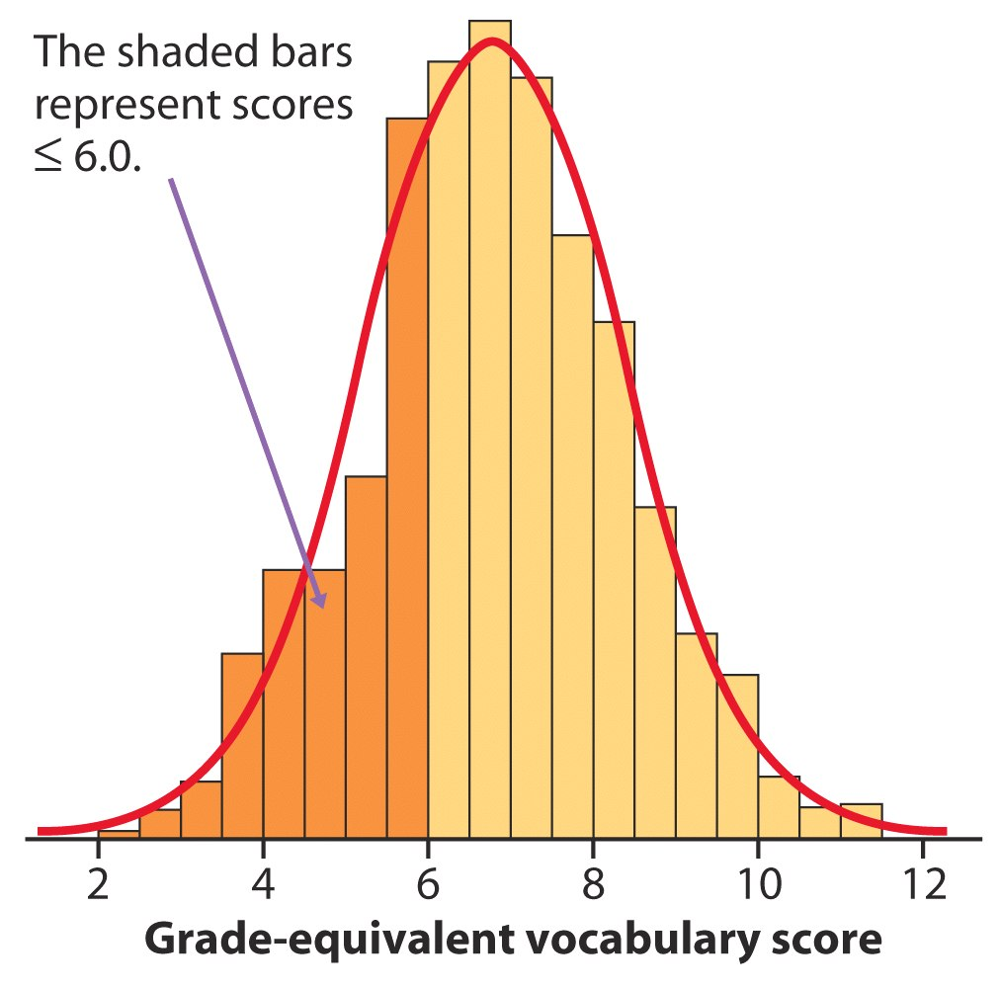 The shaded bars
represent scores
≤ 6.0.
2 4 6 8 10 12
Grade-equivalent vocabulary score